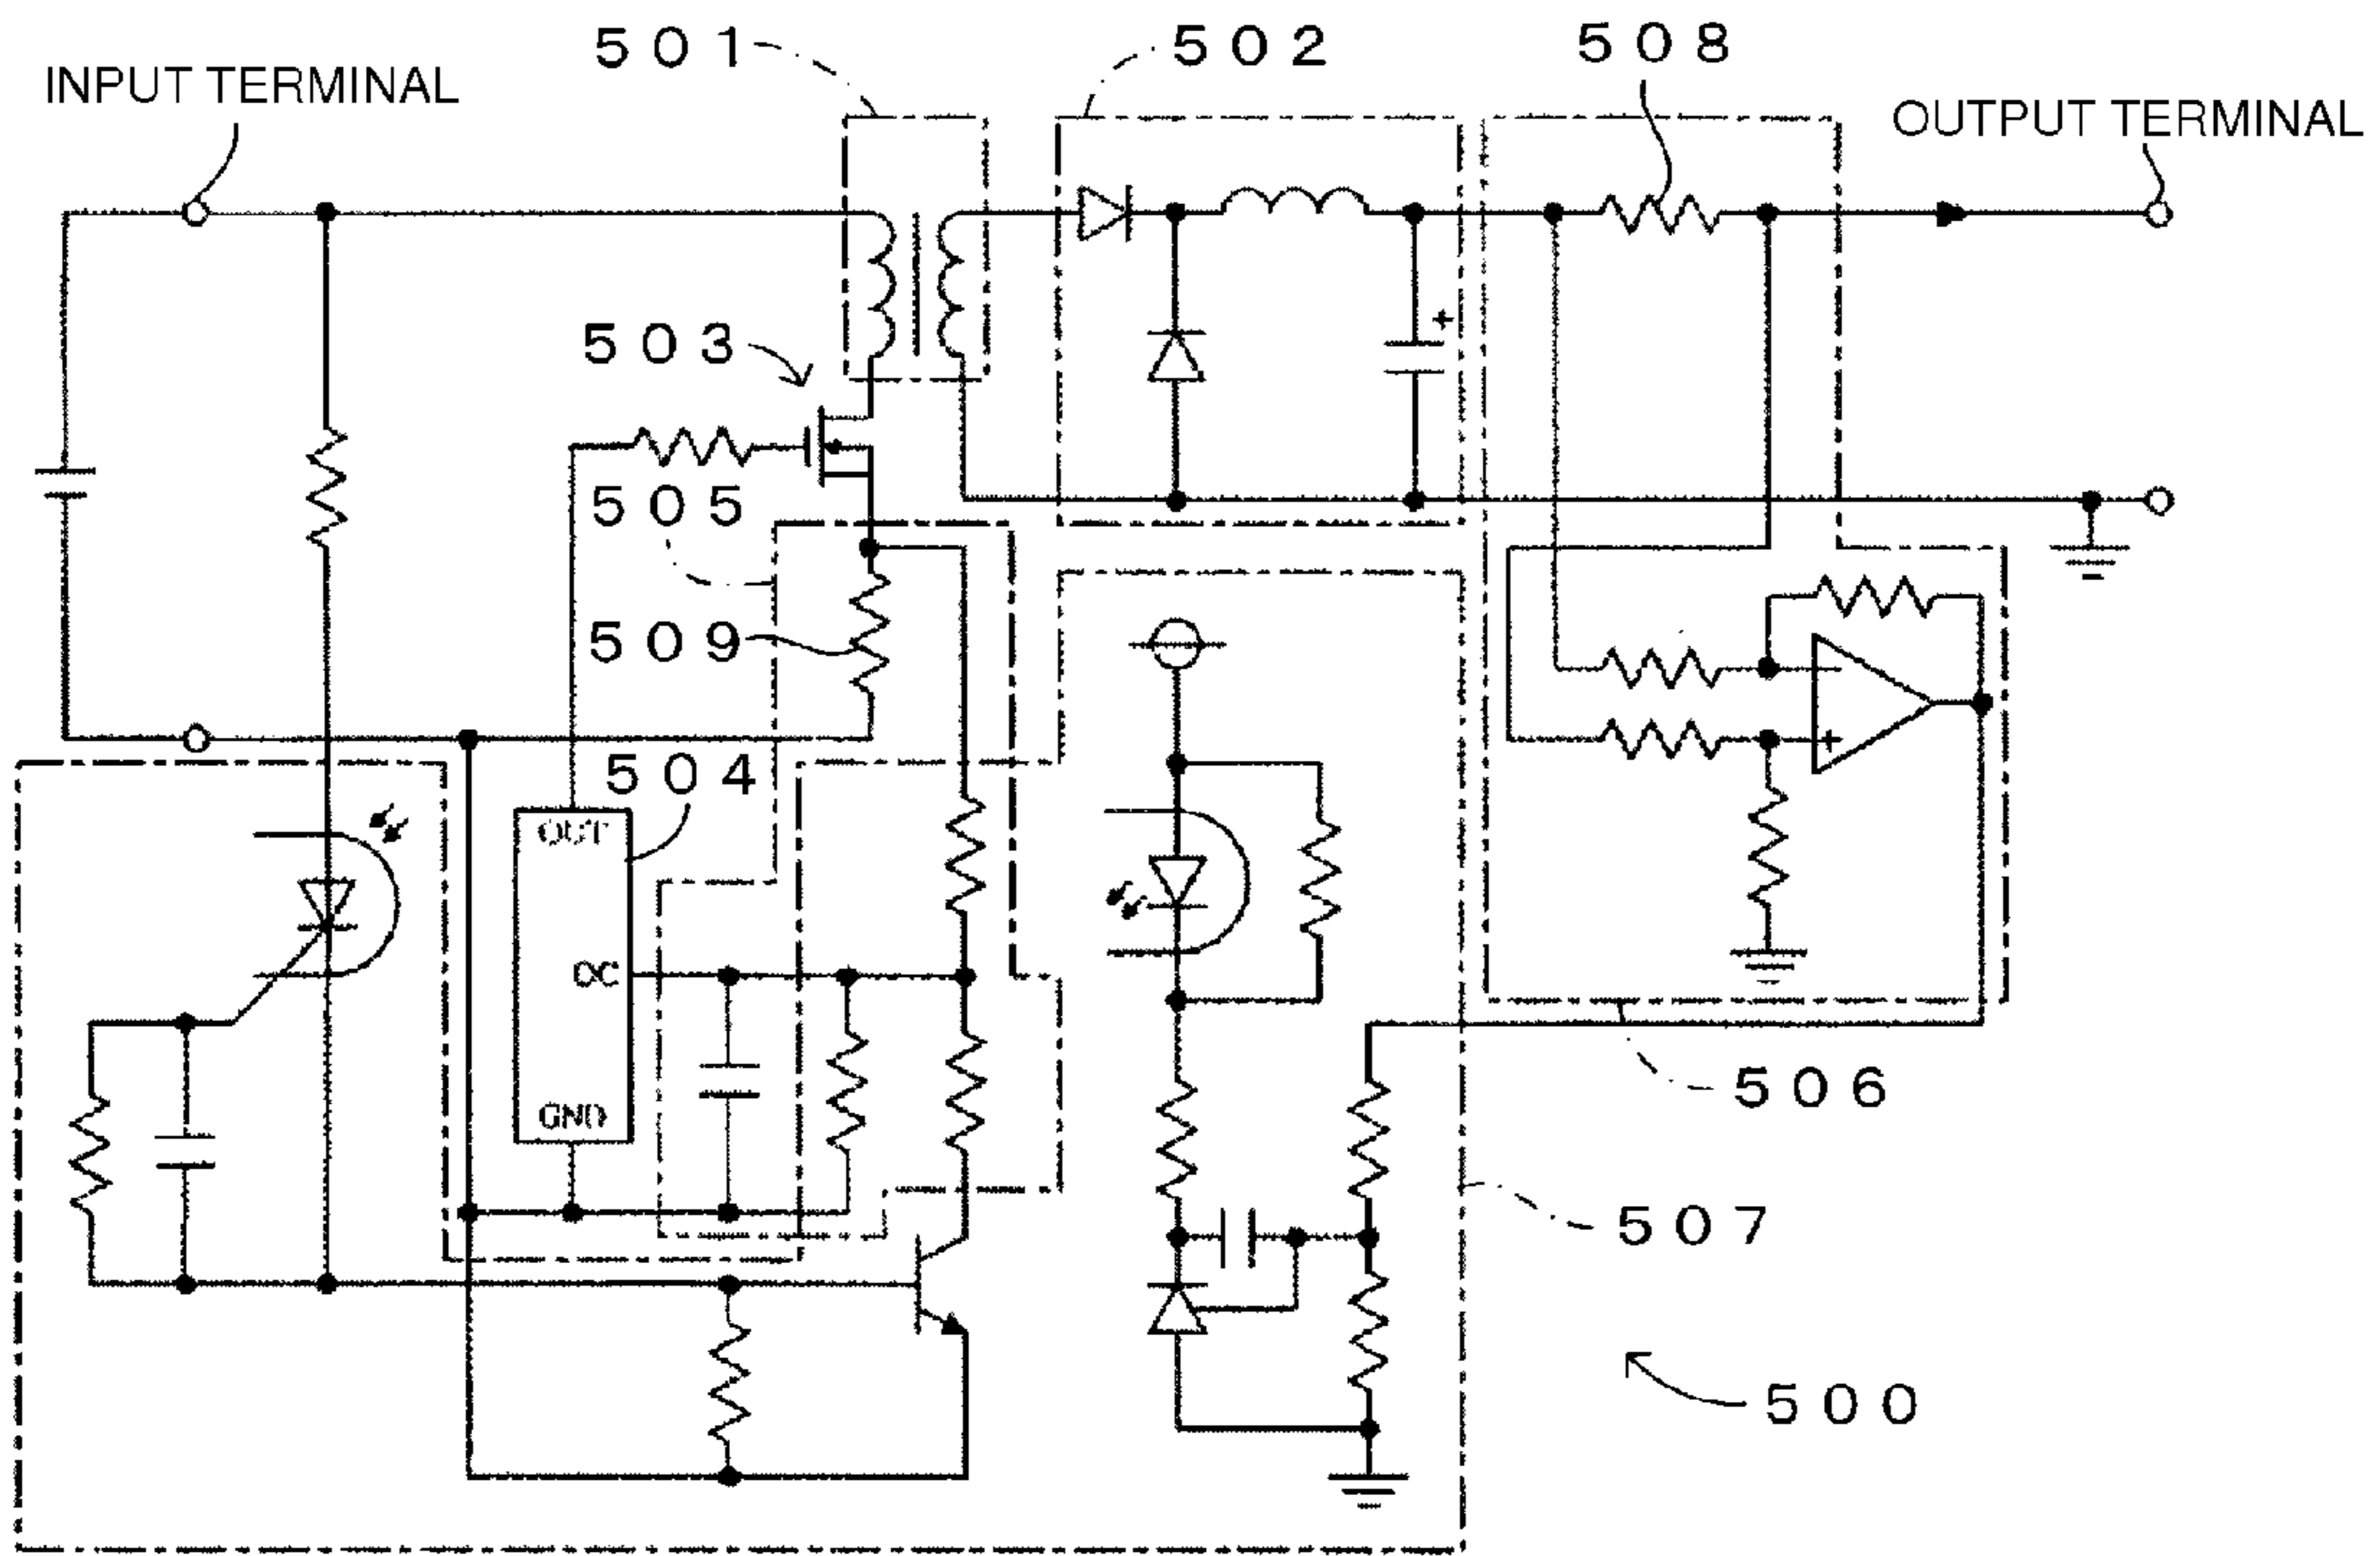 501
502
508
INPUT TERMINAL
OUTPUT TERMINAL
503
+
505
509
−
+
504
OUT
OC
GND
506
507
500